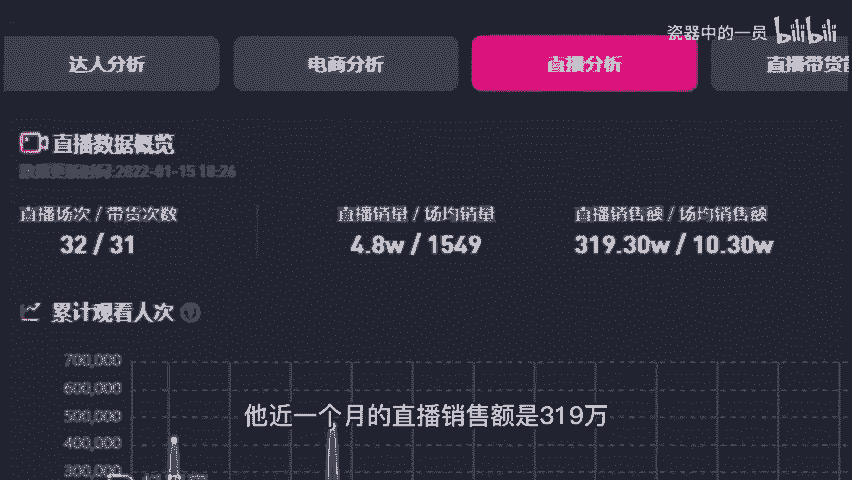 瓷器中的一员 bilibili
达人分析 电商分析 直播分析 直播带货
直播数据概览
2022-01-15 18:26
直播场次 / 带货次数 直播销量 / 场均销量 直播销售额 / 场均销售额
32 / 31 4.8w / 1549 319.30w / 10.30w
累计观看人次
700,000
600,000
500,000
400,000
300,000
他近一个月的直播销售额是319万